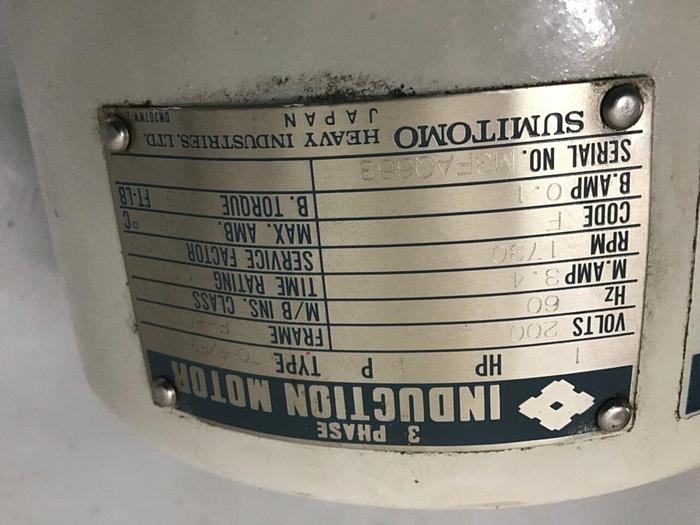 3 PHASE
INDUCTION MOTOR
1 HP P TYPE
VOLTS 200 FRAME
Hz 60 M/B INS. CLASS
M.AMP 3.4 TIME RATING
RPM 1730 SERVICE FACTOR
CODE F MAX. AMB. °C
B.AMP 0.1 B. TORQUE FT-LB
SERIAL NO.
SUMITOMO HEAVY INDUSTRIES, LTD.
JAPAN